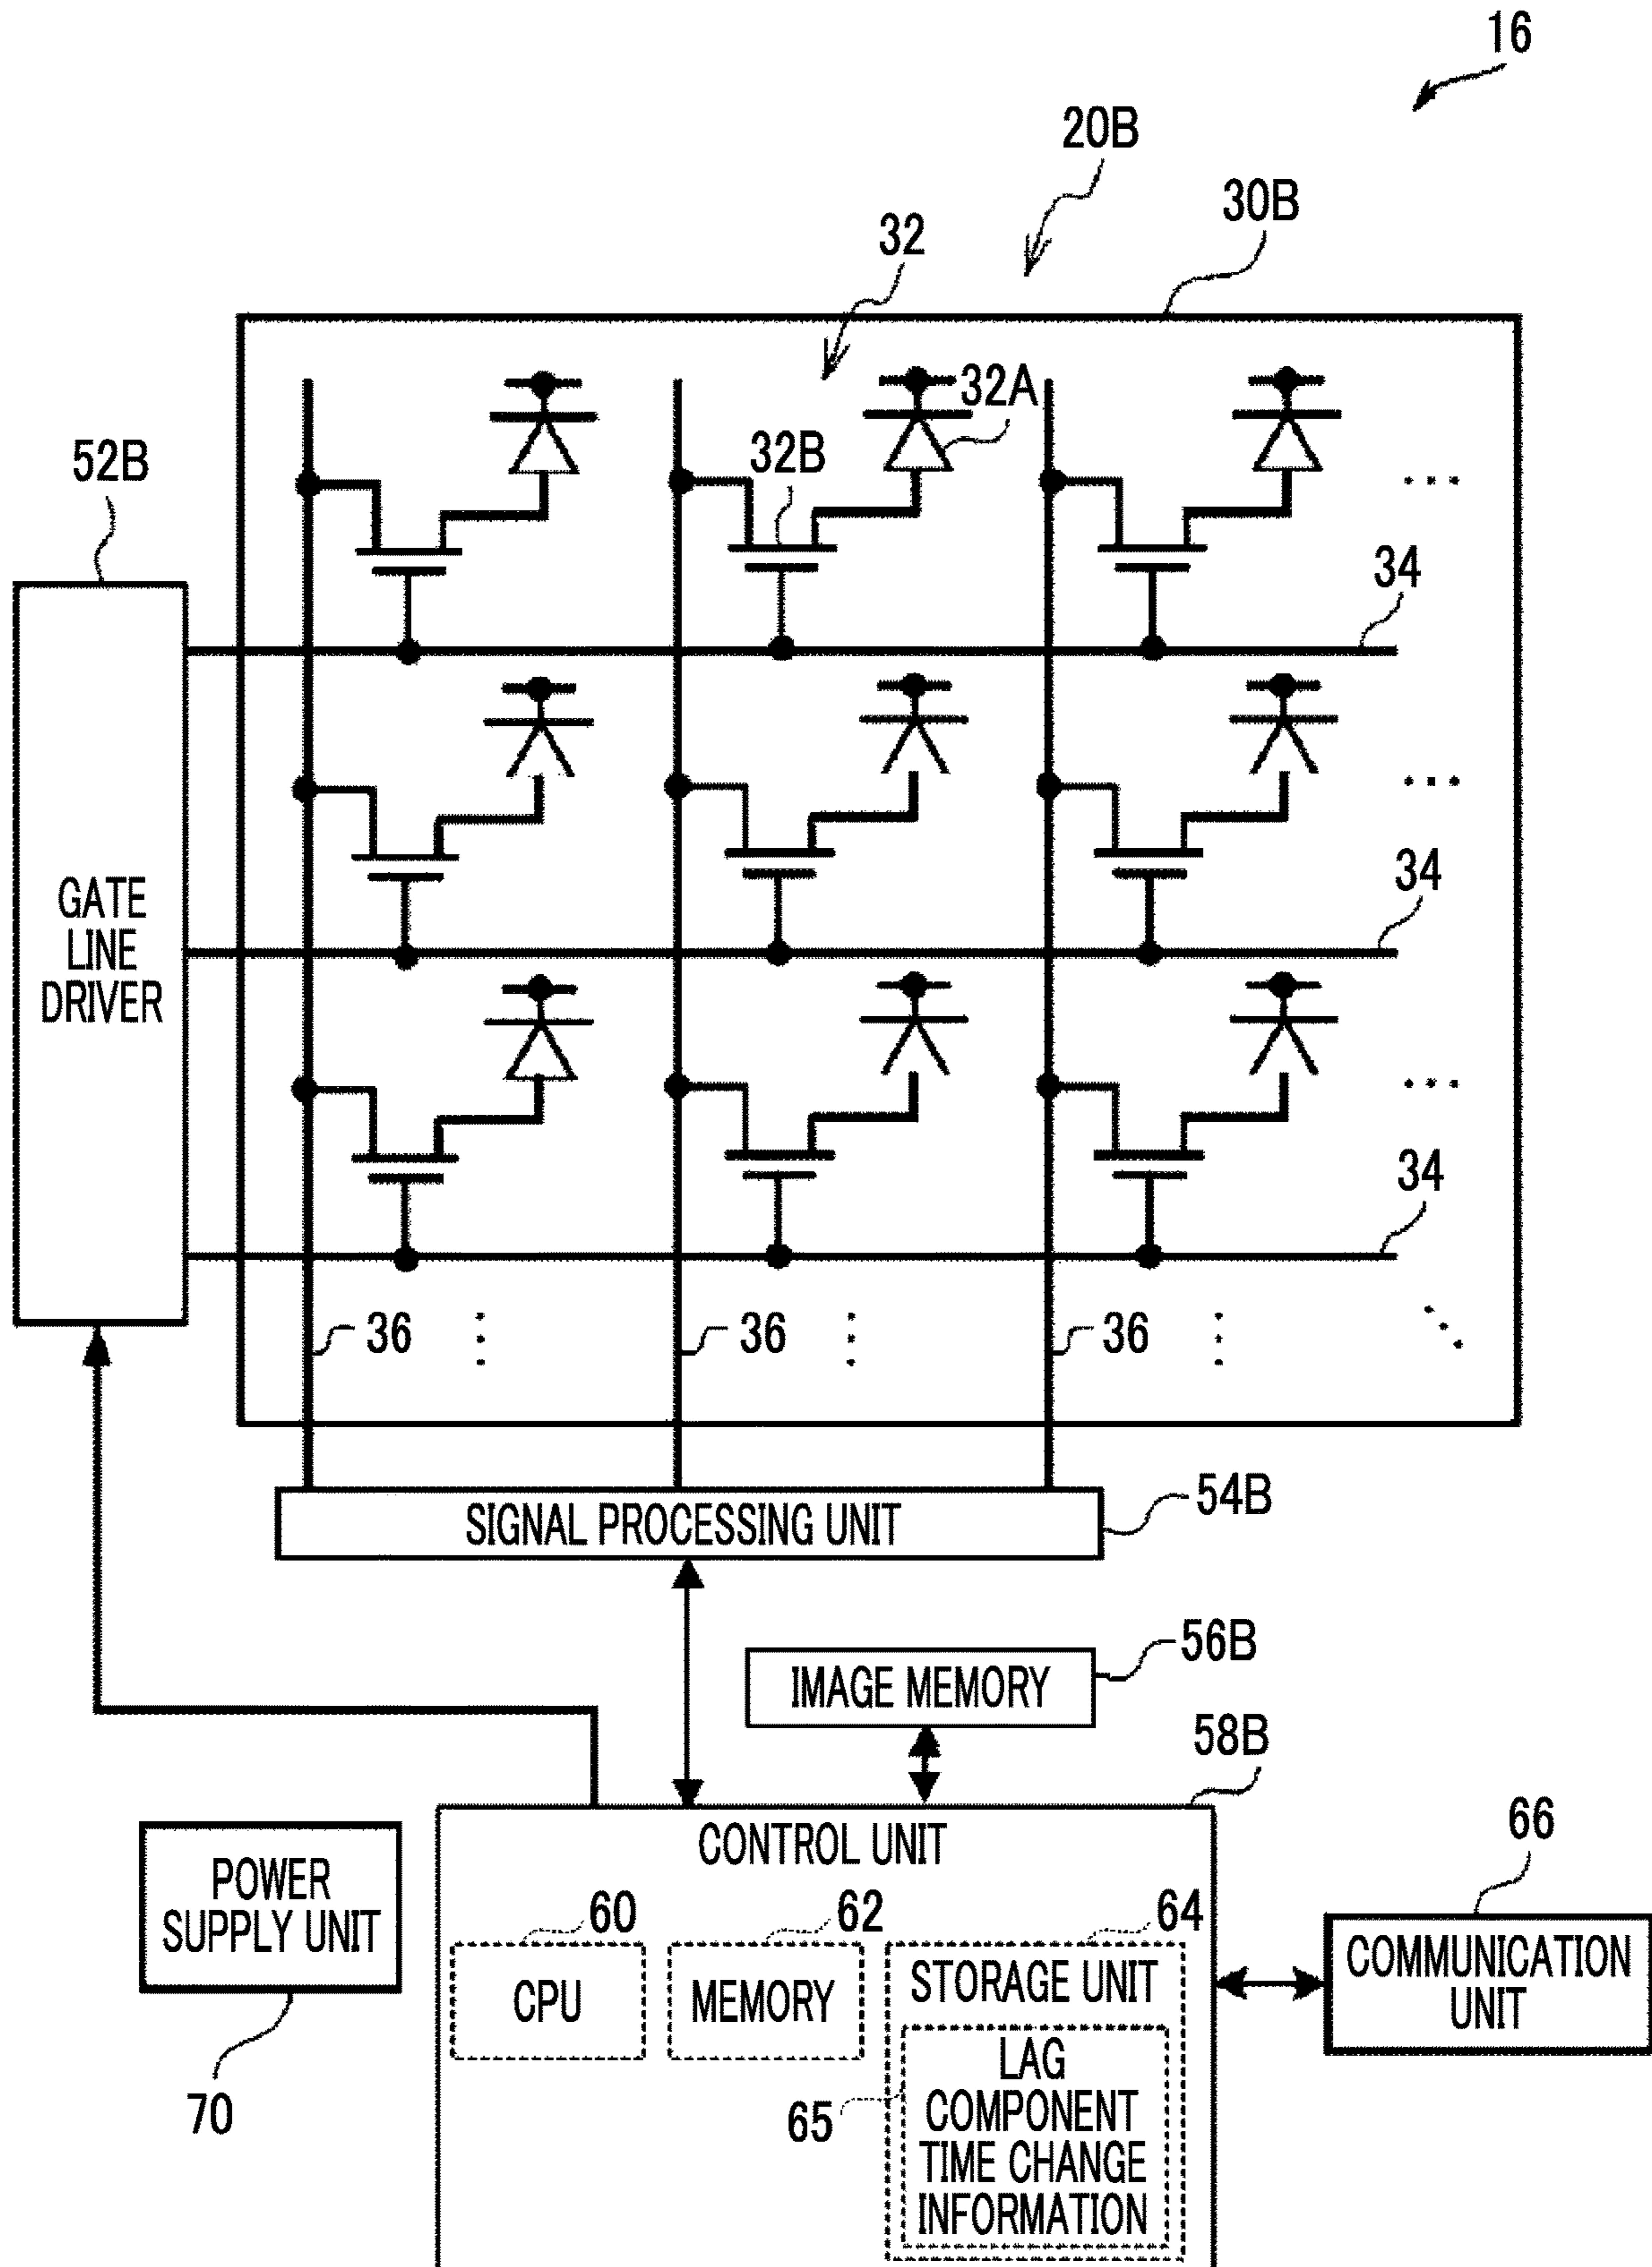 16
20B
30B
32
32A
32B
52B
...
34
...
GATE
LINE
DRIVER
34
...
34
36
36
36
SIGNAL PROCESSING UNIT
54B
IMAGE MEMORY
56B
58B
CONTROL UNIT
POWER
SUPPLY UNIT
70
60
CPU
62
MEMORY
64
STORAGE UNIT
65
LAG
COMPONENT
TIME CHANGE
INFORMATION
66
COMMUNICATION
UNIT